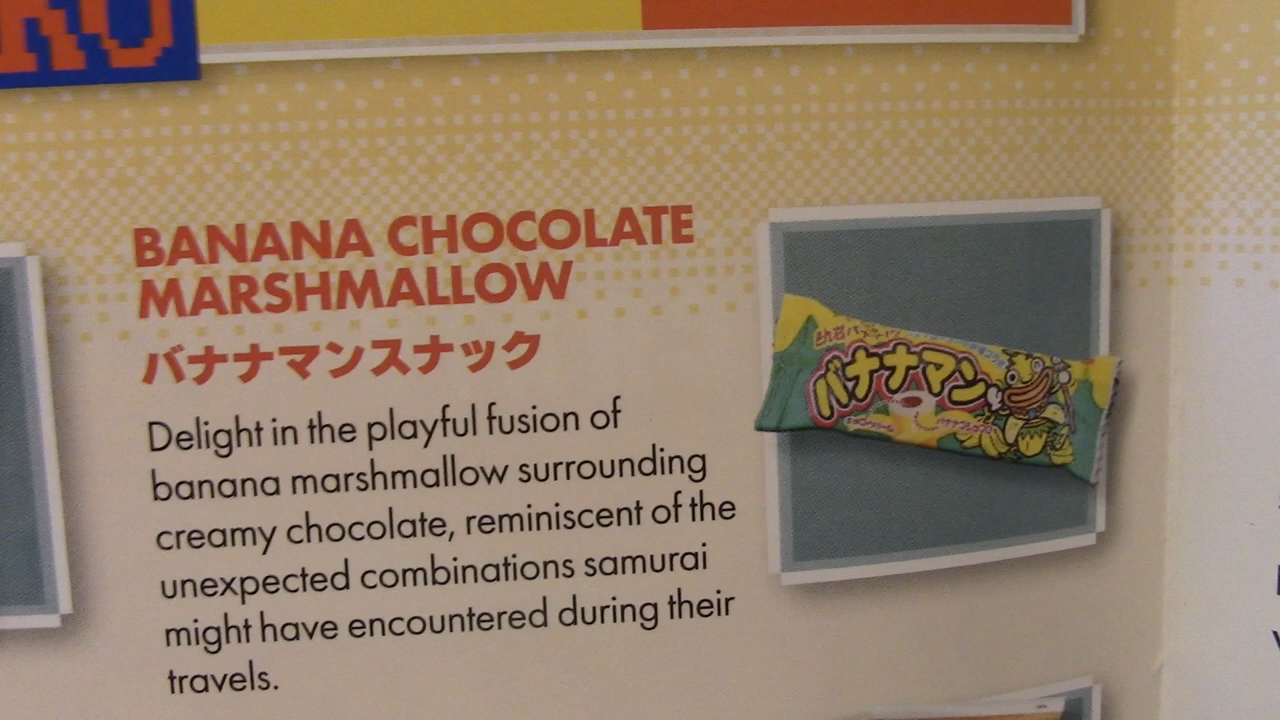 BANANA CHOCOLATE
MARSHMALLOW
バナナマンスナック
Delight in the playful fusion of
banana marshmallow surrounding
creamy chocolate, reminiscent of the
unexpected combinations samurai
might have encountered during their
travels.
バナナマン